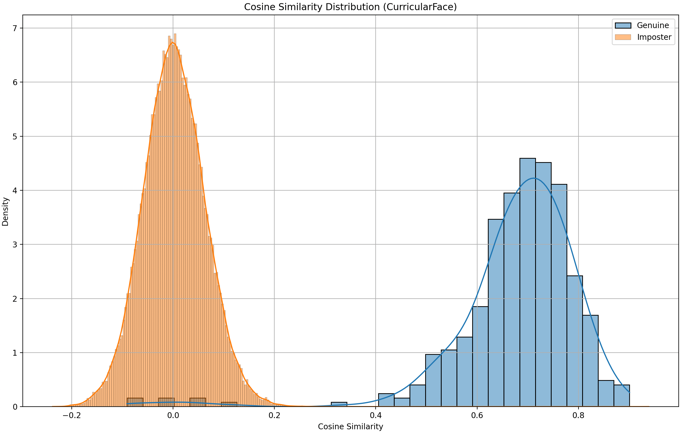 Cosine Similarity Distribution (CurricularFace)
Genuine
Imposter
Density
7
6
5
4
3
2
1
0
−0.2 0.0 0.2 0.4 0.6 0.8
Cosine Similarity